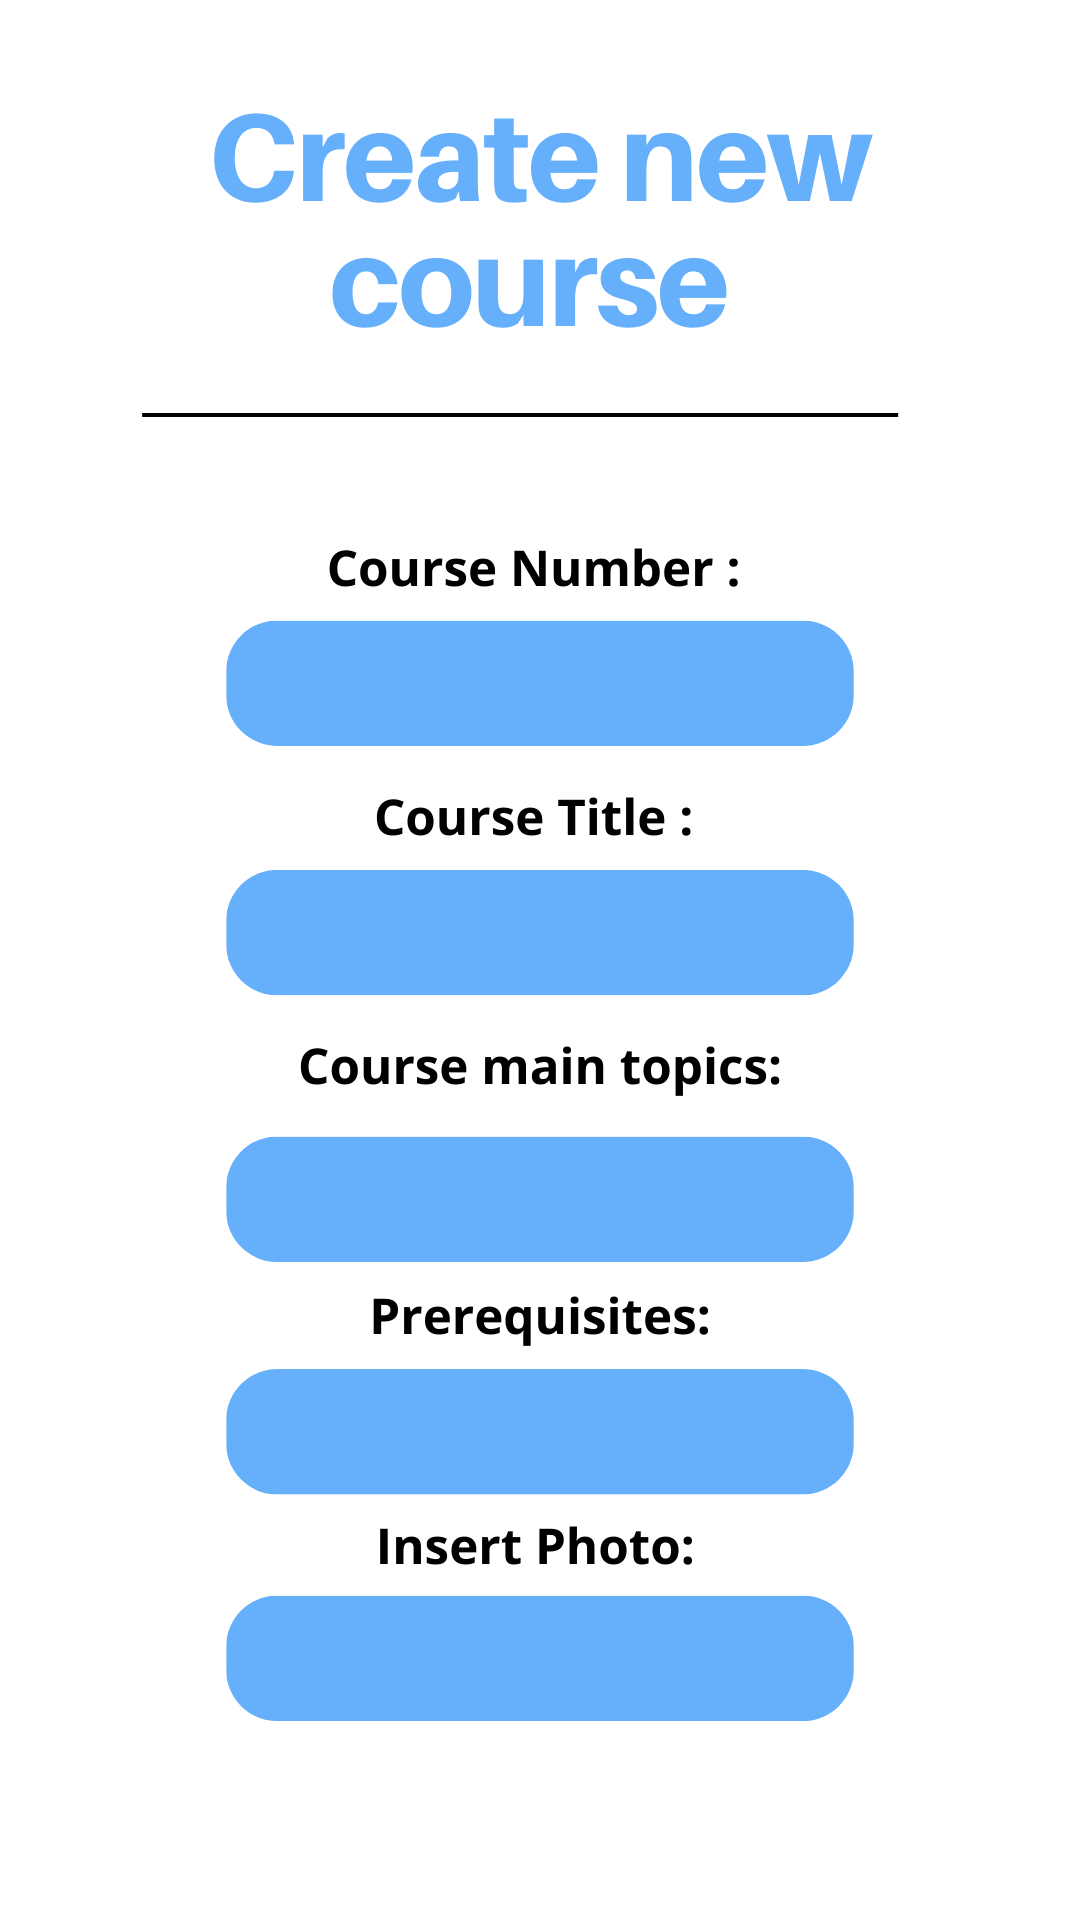 Create new
course
Course Number :
Course Title :
Course main topics:
Prerequisites:
Insert Photo: